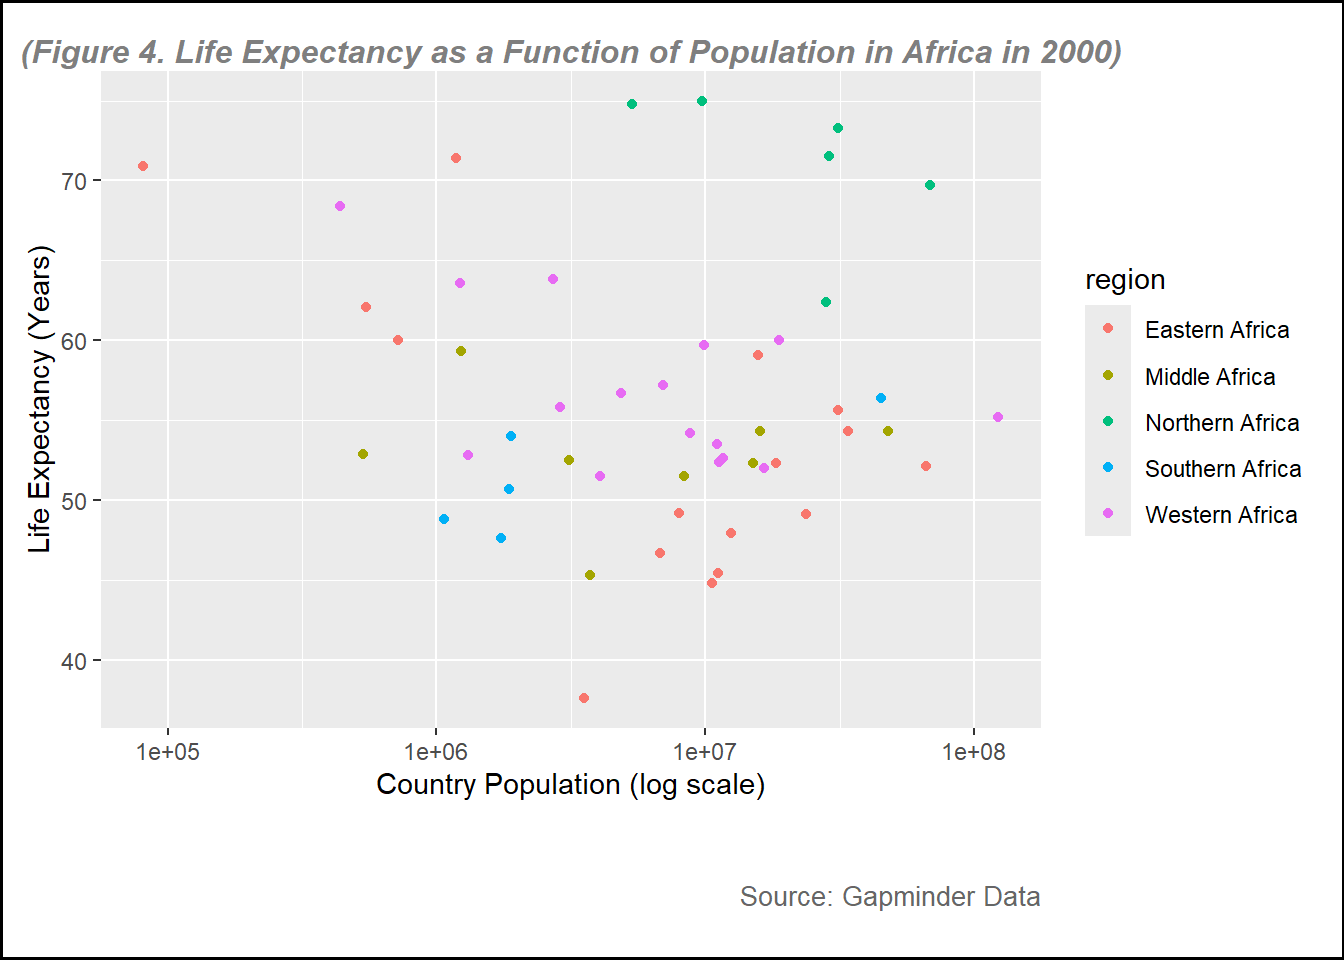 (Figure 4. Life Expectancy as a Function of Population in Africa in 2000)
Life Expectancy (Years)
70
60
50
40
1e+05
1e+06
1e+07
1e+08
Country Population (log scale)
region
Eastern Africa
Middle Africa
Northern Africa
Southern Africa
Western Africa
Source: Gapminder Data